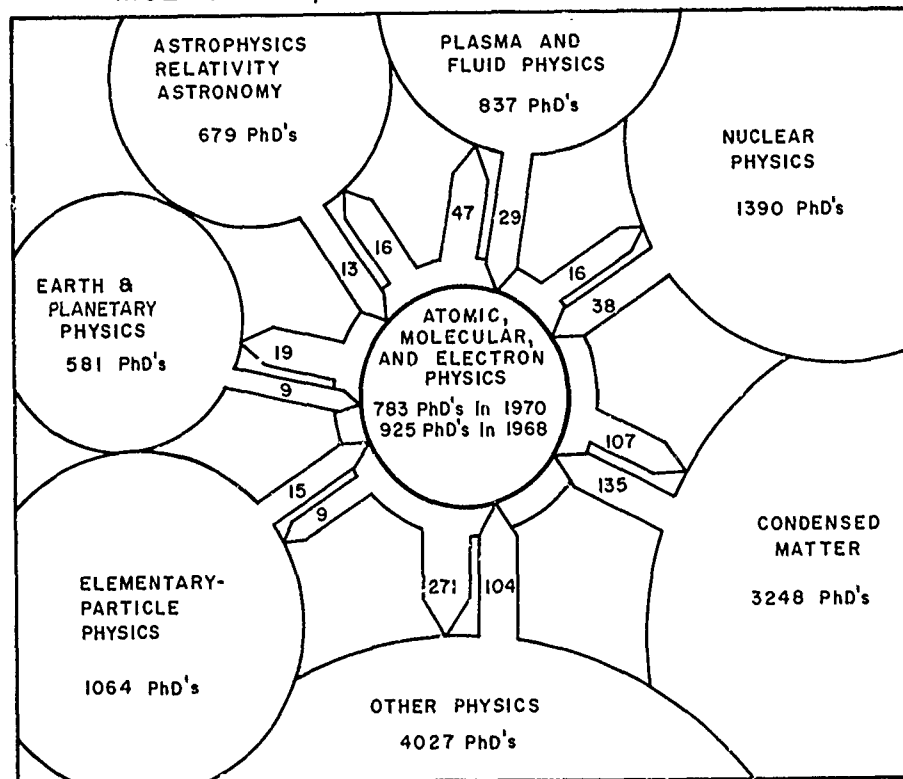 ASTROPHYSICS
RELATIVITY
ASTRONOMY
679 PhD's
PLASMA AND
FLUID PHYSICS
837 PhD's
NUCLEAR
PHYSICS
1390 PhD's
47
29
16
13
16
38
EARTH &
PLANETARY
PHYSICS
581 PhD's
19
9
ATOMIC,
MOLECULAR,
AND ELECTRON
PHYSICS
783 PhD's In 1970
925 PhD's In 1968
107
135
15
9
271
104
CONDENSED
MATTER
3248 PhD's
ELEMENTARY-
PARTICLE
PHYSICS
1064 PhD's
OTHER PHYSICS
4027 PhD's